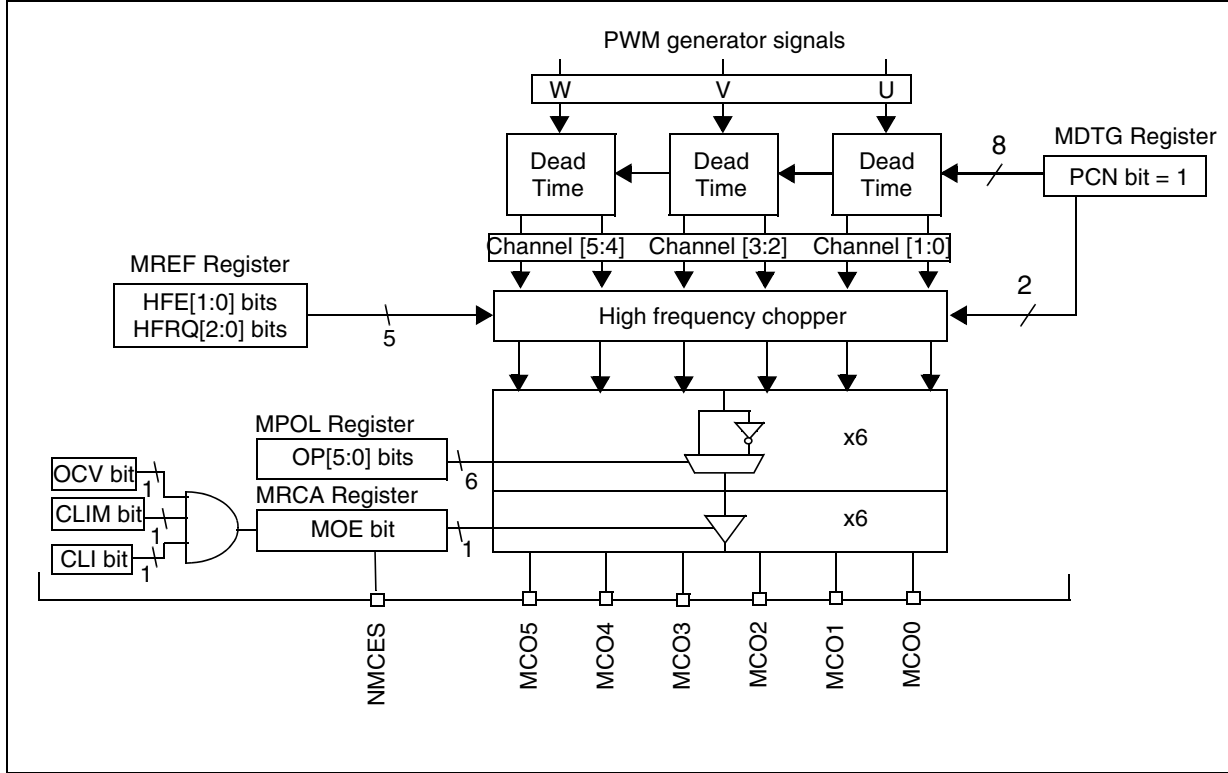 PWM generator signals
W V U
MDTG Register
PCN bit = 1
8
Dead Time
Dead Time
Dead Time
Channel [5:4] Channel [3:2] Channel [1:0]
MREF Register
HFE[1:0] bits
HFRQ[2:0] bits
5
High frequency chopper
2
MPOL Register
OP[5:0] bits
6
x6
OCV bit
1
CLIM bit
1
CLI bit
1
MRCA Register
MOE bit
1
x6
NMCES
MCO5
MCO4
MCO3
MCO2
MCO1
MCO0